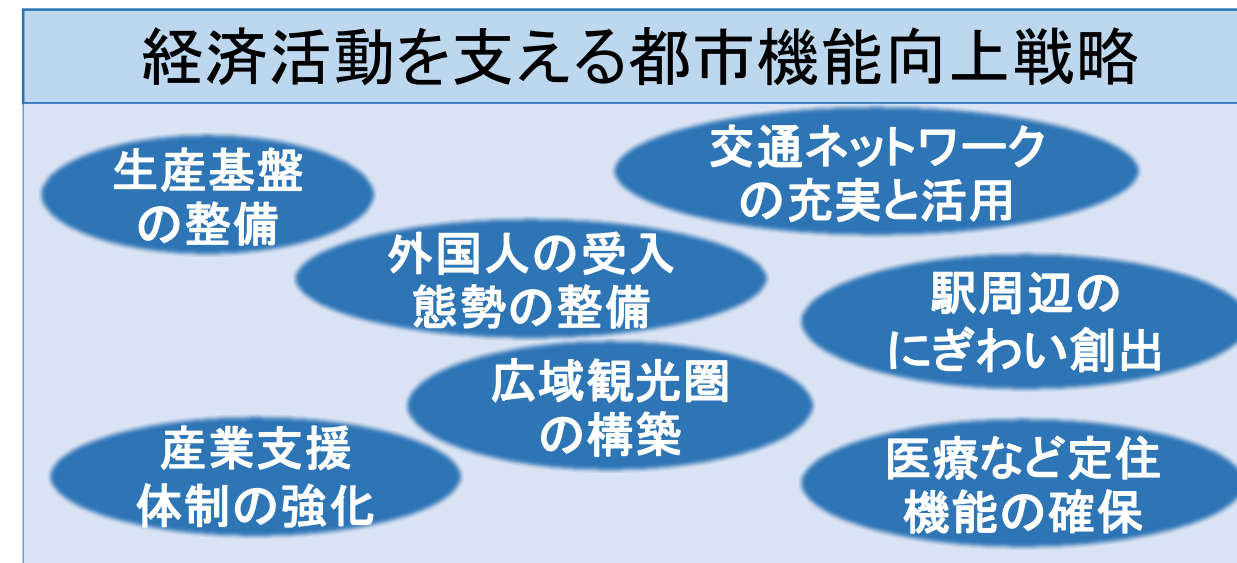 経済活動を支える都市機能向上戦略
生産基盤
の整備
交通ネットワーク
の充実と活用
外国人の受入
態勢の整備
駅周辺の
にぎわい創出
広域観光圏
の構築
産業支援
体制の強化
医療など定住
機能の確保